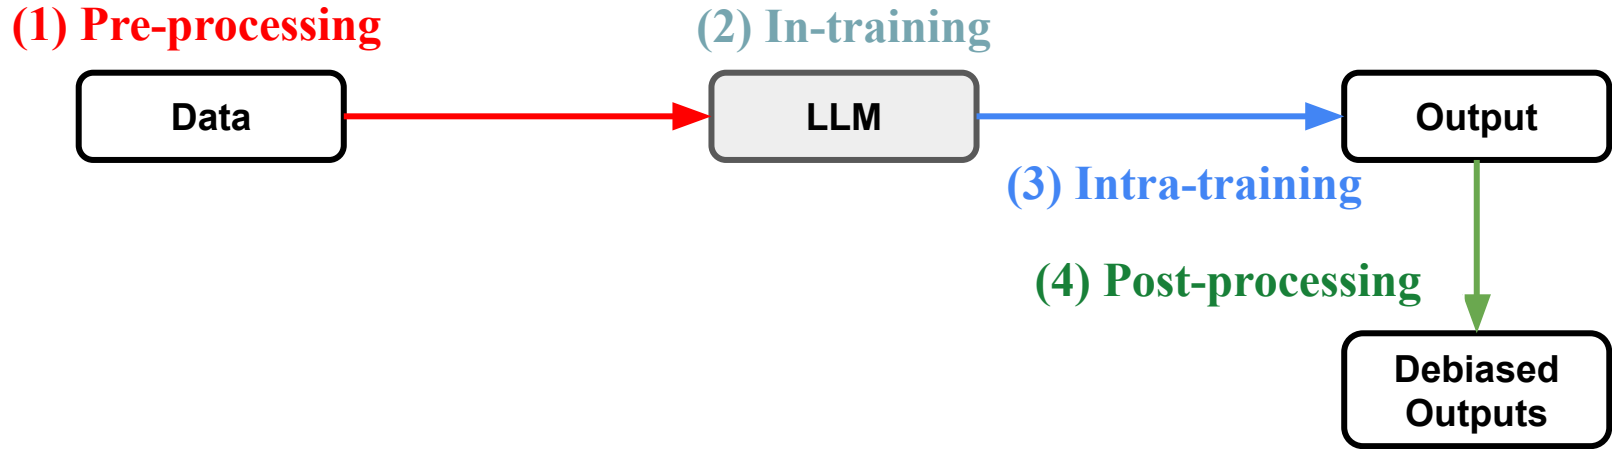 (1) Pre-processing
(2) In-training
Data
LLM
Output
(3) Intra-training
(4) Post-processing
Debiased
Outputs